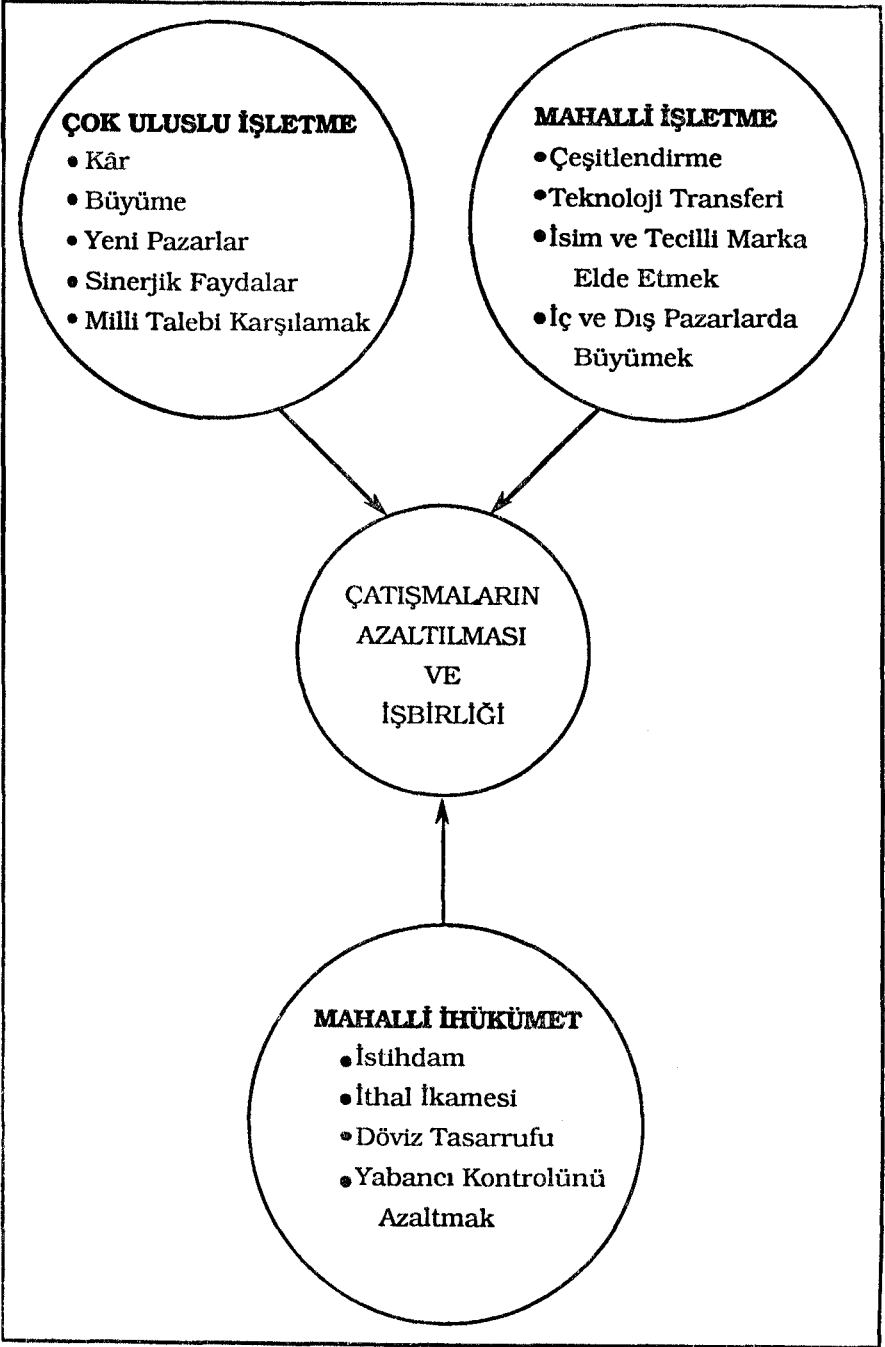 ÇOK ULUSLU İŞLETME
• Kâr
• Büyüme
• Yeni Pazarlar
• Sinerjik Faydalar
• Milli Talebi Karşılamak
MAHALLİ İŞLETME
•Çeşitlendirme
•Teknoloji Transferi
•İsim ve Tecilli Marka
Elde Etmek
•İç ve Dış Pazarlarda
Büyümek
ÇATIŞMALARIN
AZALTILMASI
VE
İŞBİRLİĞİ
MAHALLİ İHÜKÜMET
•İstihdam
•İthal İkamesi
•Döviz Tasarrufu
•Yabancı Kontrolünü
Azaltmak